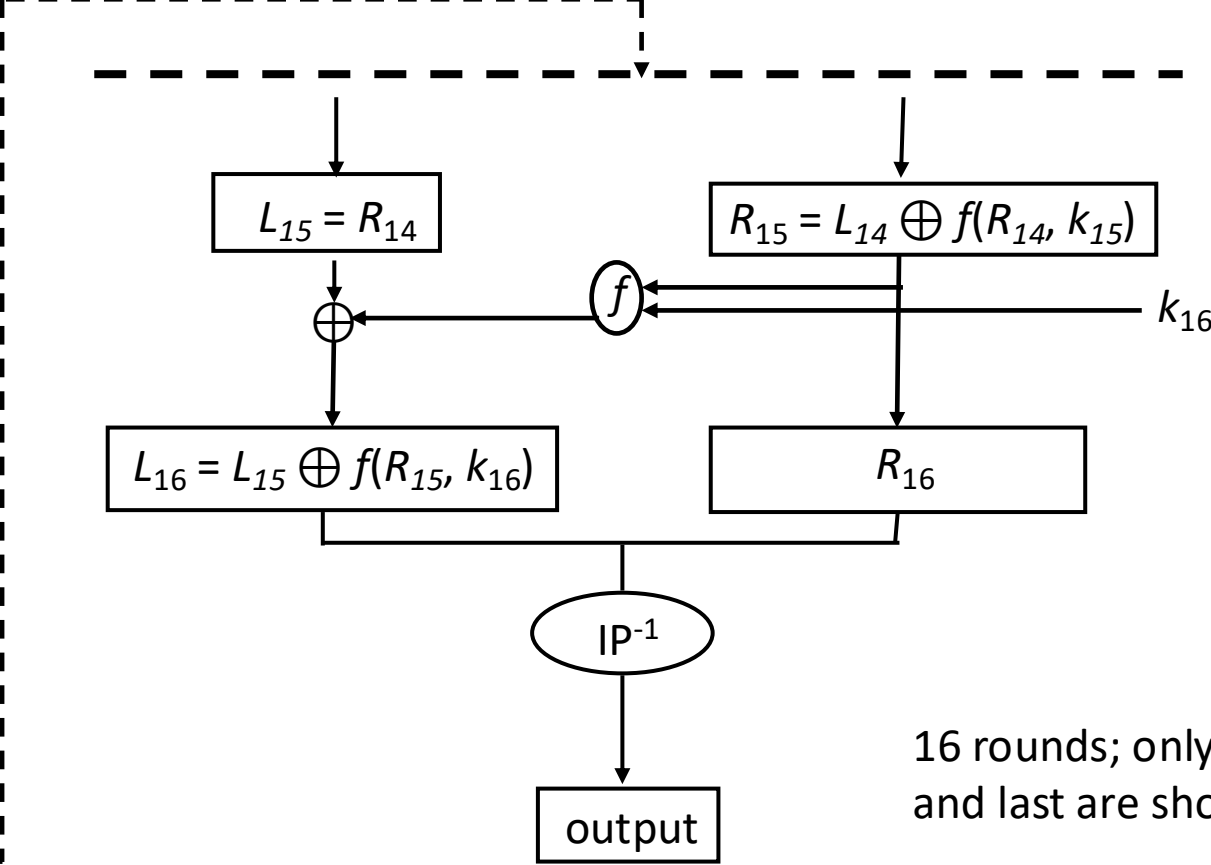 L₁₅ = R₁₄
R₁₅ = L₁₄ ⊕ f(R₁₄, k₁₅)
f
k₁₆
L₁₆ = L₁₅ ⊕ f(R₁₅, k₁₆)
R₁₆
IP⁻¹
16 rounds; only
and last are sho
output